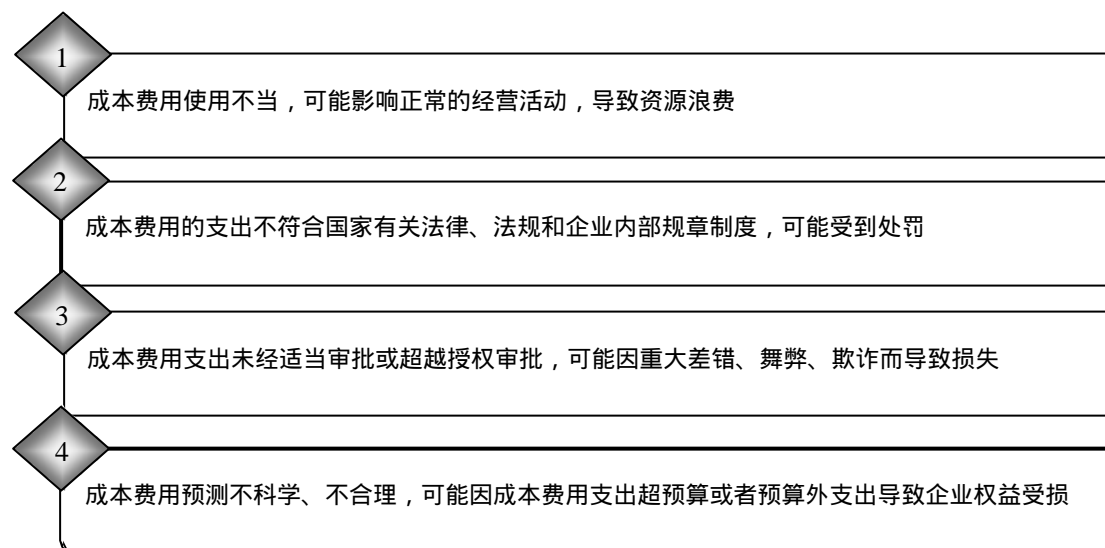 1
成本费用使用不当，可能影响正常的经营活动，导致资源浪费
2
成本费用的支出不符合国家有关法律、法规和企业内部规章制度，可能受到处罚
3
成本费用支出未经适当审批或超越授权审批，可能因重大差错、舞弊、欺诈而导致损失
4
成本费用预测不科学、不合理，可能因成本费用支出超预算或者预算外支出导致企业权益受损